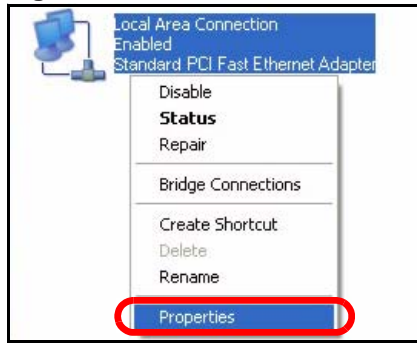 Local Area Connection
Enabled
Standard PCI Fast Ethernet Adapter
Disable
Status
Repair
Bridge Connections
Create Shortcut
Delete
Rename
Properties